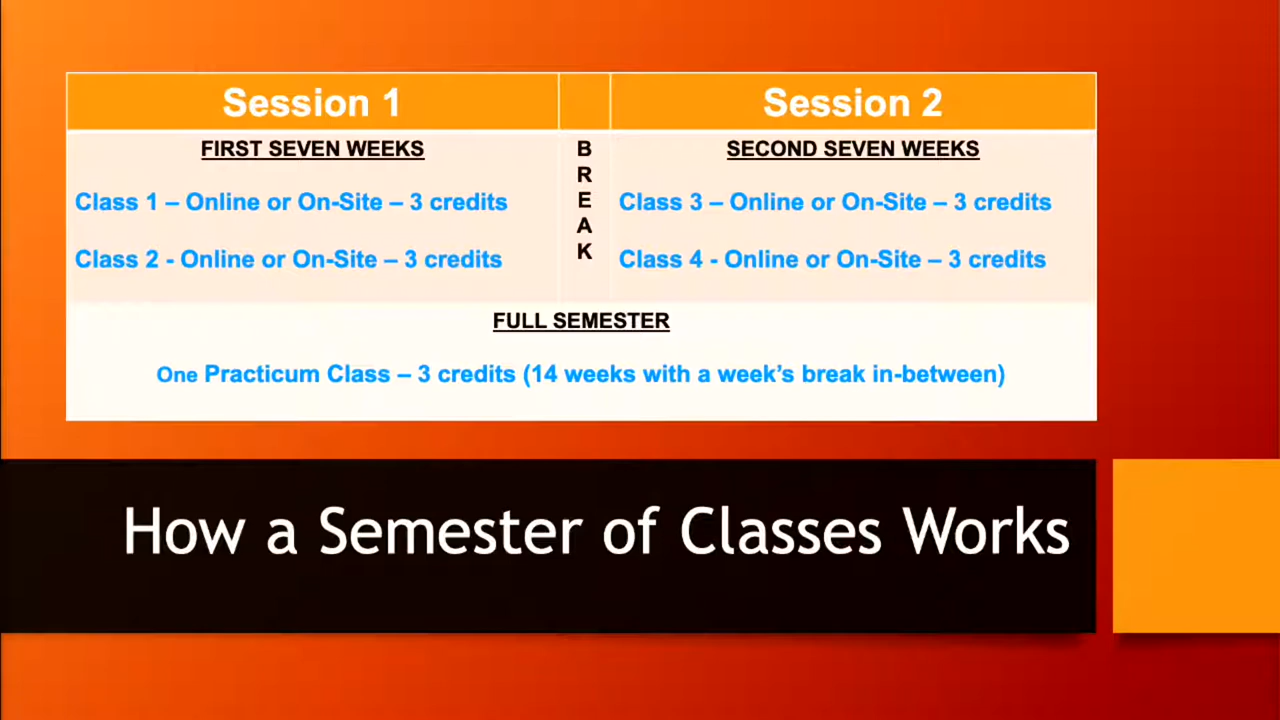 Session 1
Session 2
FIRST SEVEN WEEKS
Class 1 – Online or On-Site – 3 credits
Class 2 - Online or On-Site – 3 credits
B
R
E
A
K
SECOND SEVEN WEEKS
Class 3 – Online or On-Site – 3 credits
Class 4 - Online or On-Site – 3 credits
FULL SEMESTER
One Practicum Class – 3 credits (14 weeks with a week’s break in-between)
How a Semester of Classes Works